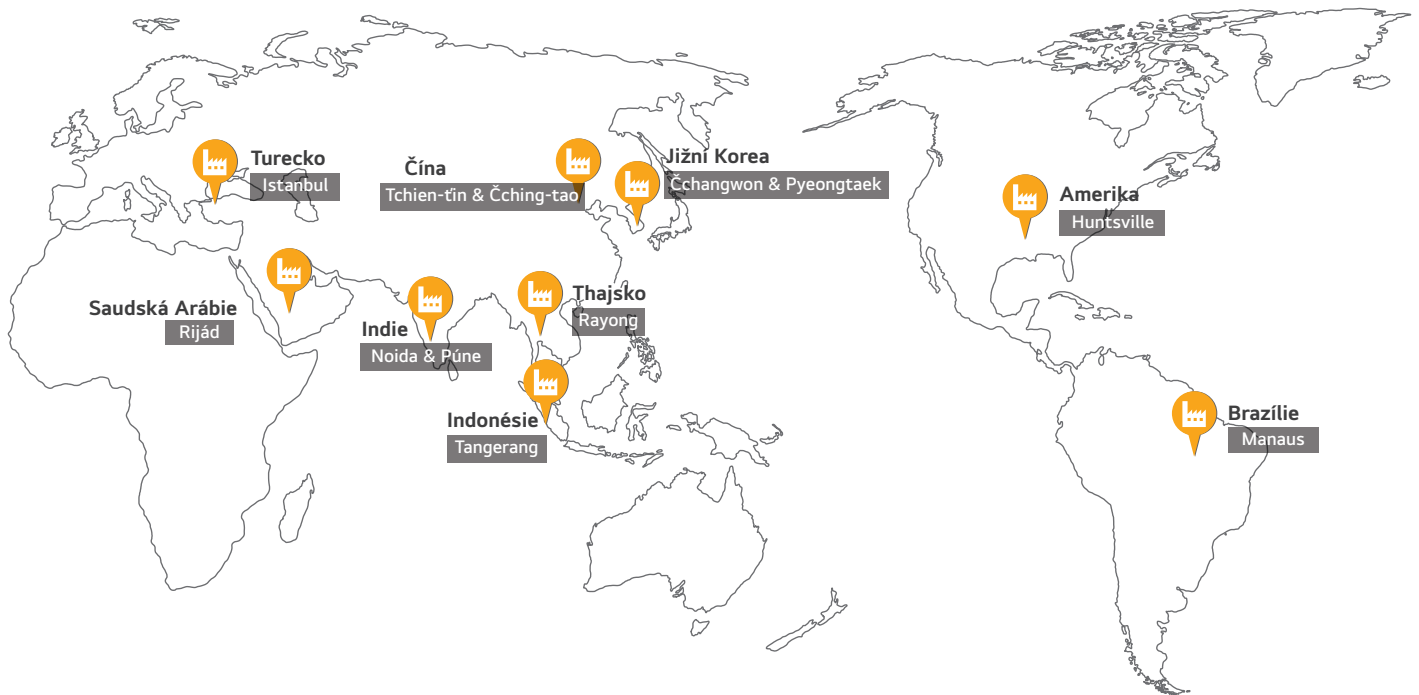 Turecko
Istanbul
Čína
Tchien-ťin & Čching-tao
Jižní Korea
Čchangwon & Pyeongtaek
Amerika
Huntsville
Saudská Arábie
Rijád
Indie
Noida & Púne
Thajsko
Rayong
Indonésie
Tangerang
Brazílie
Manaus